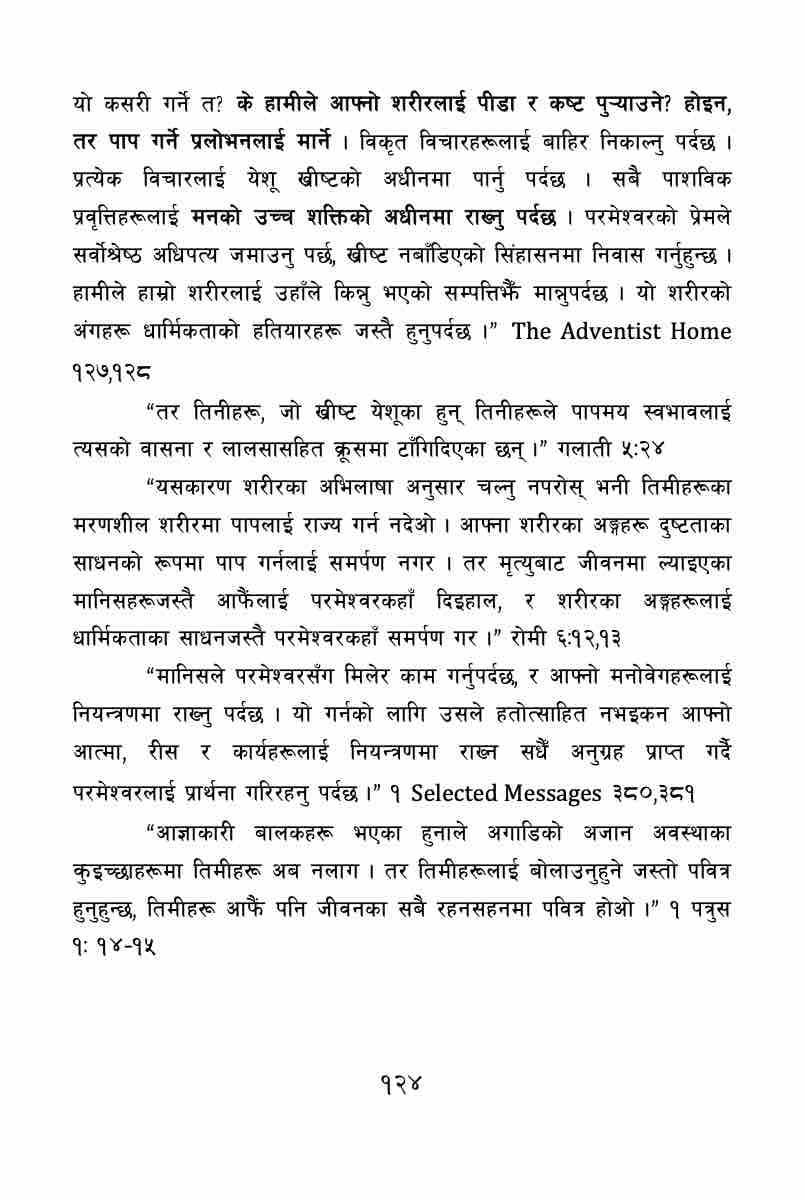 यो कसरी गर्ने त? के हामीले आफ्नो शरीरलाई पीडा र कष्ट पुऱ्याउने? होइन,
तर पाप गर्ने प्रलोभनलाई मार्ने । विकृत विचारहरूलाई बाहिर निकाल्नु पर्दछ ।
प्रत्येक विचारलाई येशू ख्रीष्टको अधीनमा पार्नु पर्दछ । सबै पाशविक
प्रवृत्तिहरूलाई मनको उच्च शक्तिको अधीनमा राख्नु पर्दछ । परमेश्वरको प्रेमले
सर्वोश्रेष्ठ अधिपत्य जमाउनु पर्छ, ख्रीष्ट नबाँडिएको सिंहासनमा निवास गर्नुहुन्छ ।
हामीले हाम्रो शरीरलाई उहाँले किन्नु भएको सम्पत्तिझैँ मान्नुपर्दछ । यो शरीरको
अंगहरू धार्मिकताको हतियारहरू जस्तै हुनुपर्दछ ।” The Adventist Home
१२७,१२८
“तर तिनीहरू, जो ख्रीष्ट येशूका हुन् तिनीहरूले पापमय स्वभावलाई
त्यसको वासना र लालसासहित क्रूसमा टाँगिदिएका छन् ।” गलाती ५:२४
“यसकारण शरीरका अभिलाषा अनुसार चल्नु नपरोस् भनी तिमीहरूका
मरणशील शरीरमा पापलाई राज्य गर्न नदेओ । आफ्ना शरीरका अङ्गहरू दुष्टताका
साधनको रूपमा पाप गर्नलाई समर्पण नगर । तर मृत्युबाट जीवनमा ल्याइएका
मानिसहरूजस्तै आफैंलाई परमेश्वरकहाँ दिइहाल, र शरीरका अङ्गहरूलाई
धार्मिकताका साधनजस्तै परमेश्वरकहाँ समर्पण गर ।” रोमी ६:१२,१३
“मानिसले परमेश्वरसँग मिलेर काम गर्नुपर्दछ, र आफ्नो मनोवेगहरूलाई
नियन्त्रणमा राख्नु पर्दछ । यो गर्नको लागि उसले हतोत्साहित नभइकन आफ्नो
आत्मा, रीस र कार्यहरूलाई नियन्त्रणमा राख्न सधैँ अनुग्रह प्राप्त गर्दै
परमेश्वरलाई प्रार्थना गरिरहनु पर्दछ ।” १ Selected Messages ३८०,३८१
“आज्ञाकारी बालकहरू भएका हुनाले अगाडिको अजान अवस्थाका
कुइच्छाहरूमा तिमीहरू अब नलाग । तर तिमीहरूलाई बोलाउनुहुने जस्तो पवित्र
हुनुहुन्छ, तिमीहरू आफैं पनि जीवनका सबै रहनसहनमा पवित्र होओ ।” १ पत्रुस
१: १४-१५
१२४